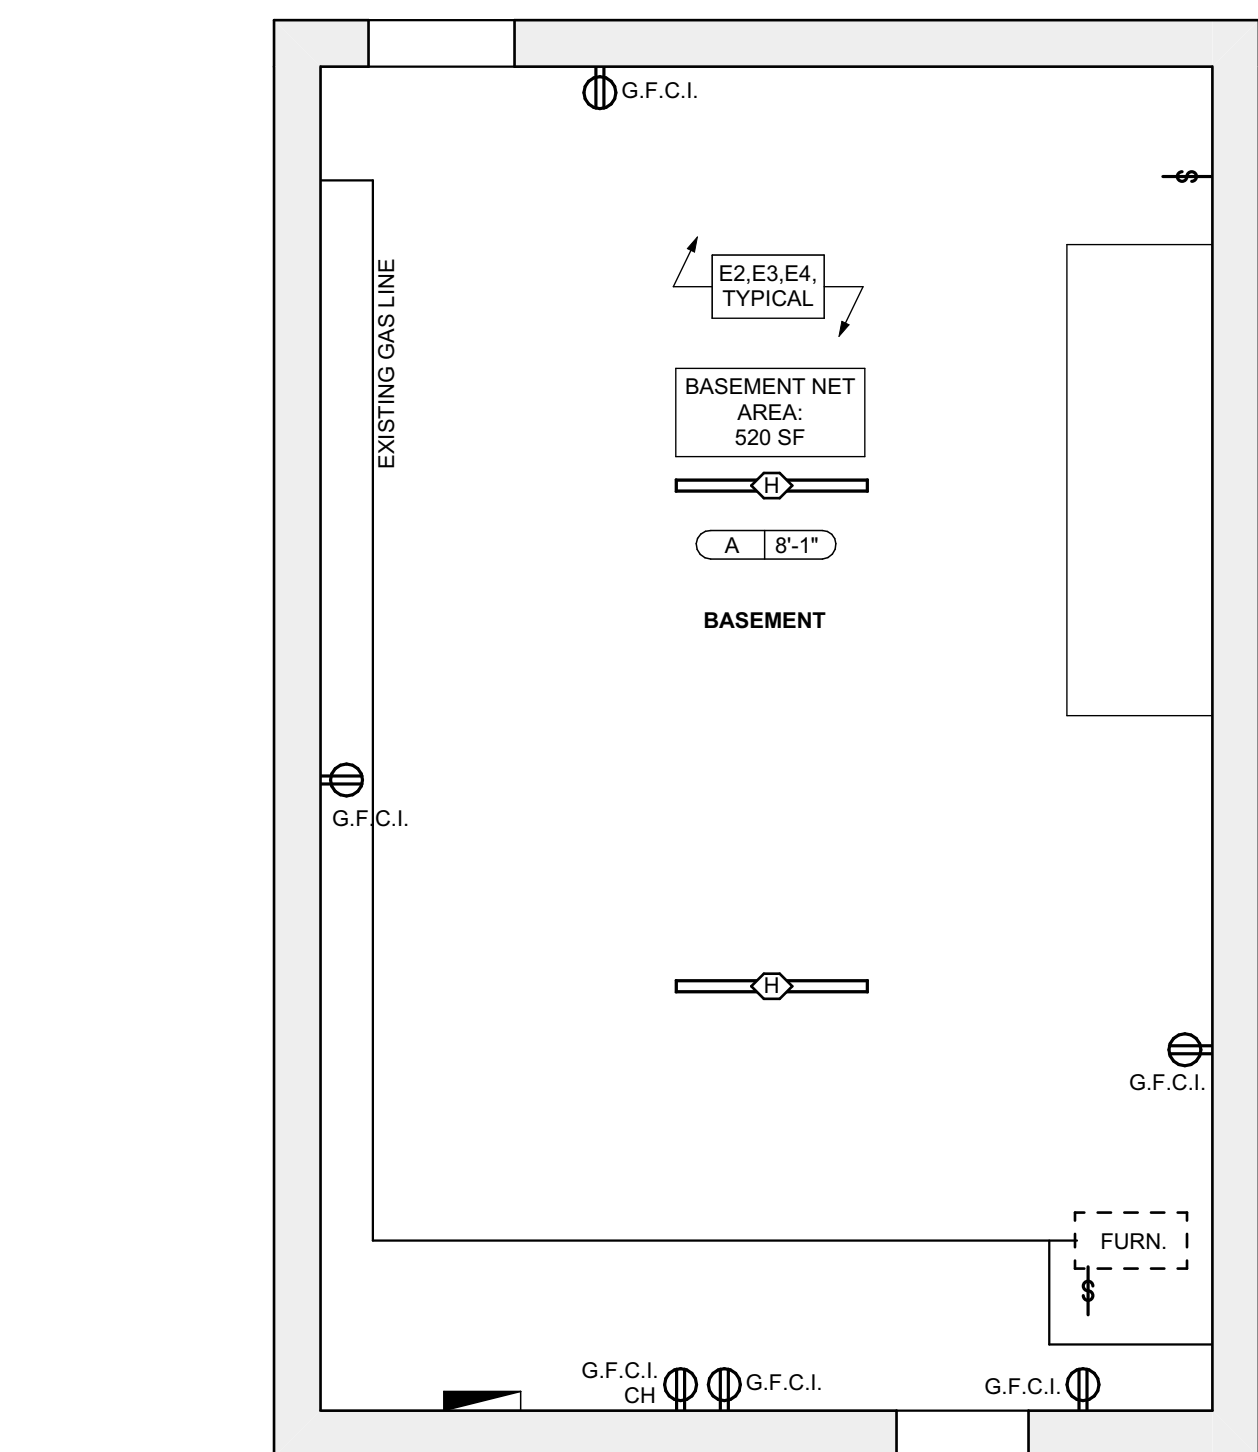 G.F.C.I.
$
E2,E3,E4,
TYPICAL
EXISTING GAS LINE
BASEMENT NET
AREA:
520 SF
H
A 8'-1"
BASEMENT
G.F.C.I.
H
G.F.C.I.
FURN.
$
G.F.C.I.
CH
G.F.C.I.
G.F.C.I.